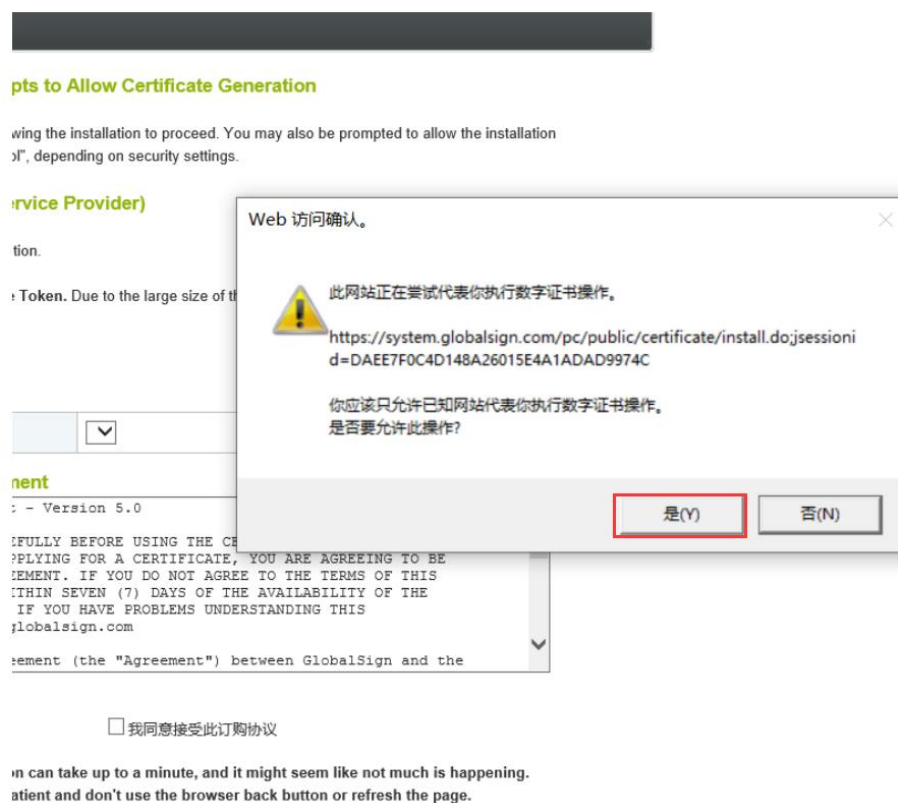 pts to Allow Certificate Generation
wing the installation to proceed. You may also be prompted to allow the installation
ol", depending on security settings.
ervice Provider)
tion.
Token. Due to the large size of th
Web 访问确认。
此网站正在尝试代表你执行数字证书操作。
https://system.globalsign.com/pc/public/certificate/install.do;jsessioni
d=DAEE7F0C4D148A26015E4A1ADAD9974C
你应该只允许已知网站代表你执行数字证书操作。
是否要允许此操作?
是(Y)
否(N)
nent
- Version 5.0
EFULLY BEFORE USING THE CE
PPLYING FOR A CERTIFICATE, YOU ARE AGREEING TO BE
EEMENT. IF YOU DO NOT AGREE TO THE TERMS OF THIS
ITHIN SEVEN (7) DAYS OF THE AVAILABILITY OF THE
IF YOU HAVE PROBLEMS UNDERSTANDING THIS
globalsign.com
eement (the "Agreement") between GlobalSign and the
我同意接受此订购协议
on can take up to a minute, and it might seem like not much is happening.
atient and don't use the browser back button or refresh the page.